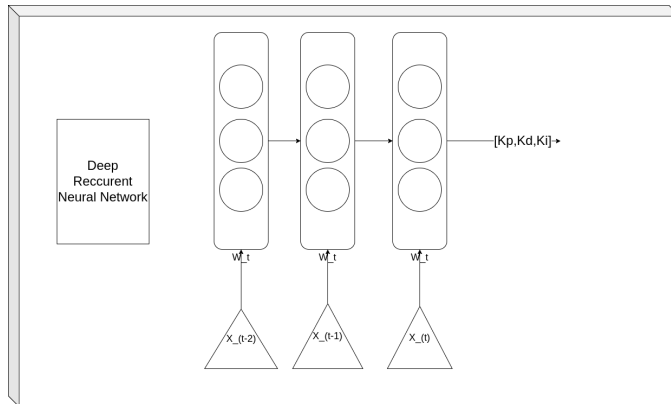 [Kp,Kd,Ki]
Deep
Reccurent
Neural Network
W_t
W_t
W_t
X_(t-2)
X_(t-1)
X_(t)